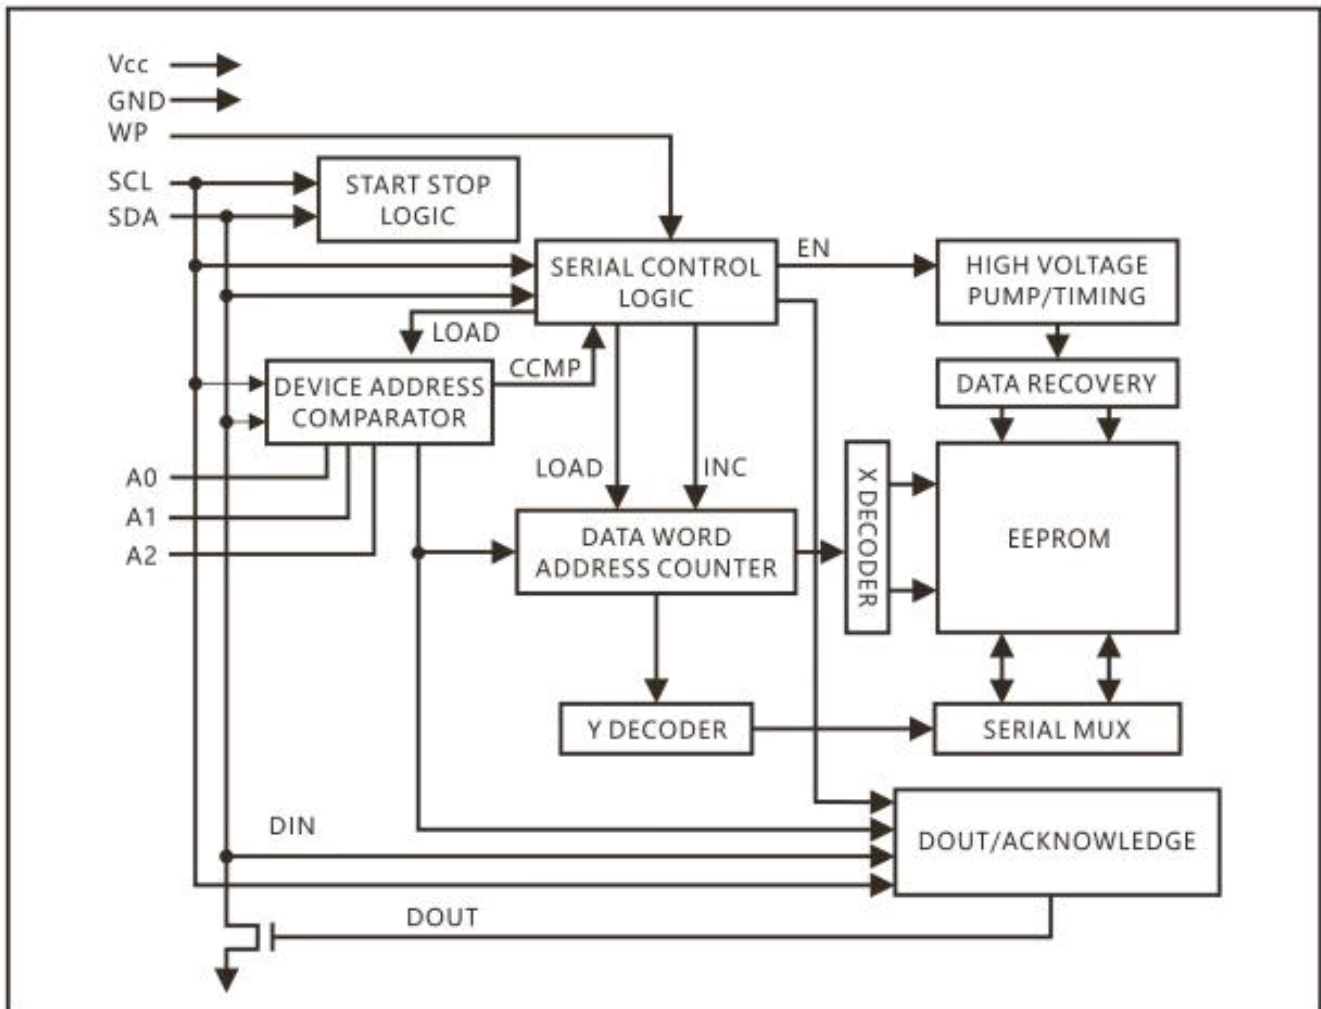 Vcc
GND
WP
SCL
SDA
START STOP
LOGIC
SERIAL CONTROL
LOGIC
EN
HIGH VOLTAGE
PUMP/TIMING
LOAD
CCMP
DEVICE ADDRESS
COMPARATOR
DATA RECOVERY
A0
A1
A2
LOAD
INC
X DECODER
EEPROM
DATA WORD
ADDRESS COUNTER
Y DECODER
SERIAL MUX
DIN
DOUT/ACKNOWLEDGE
DOUT